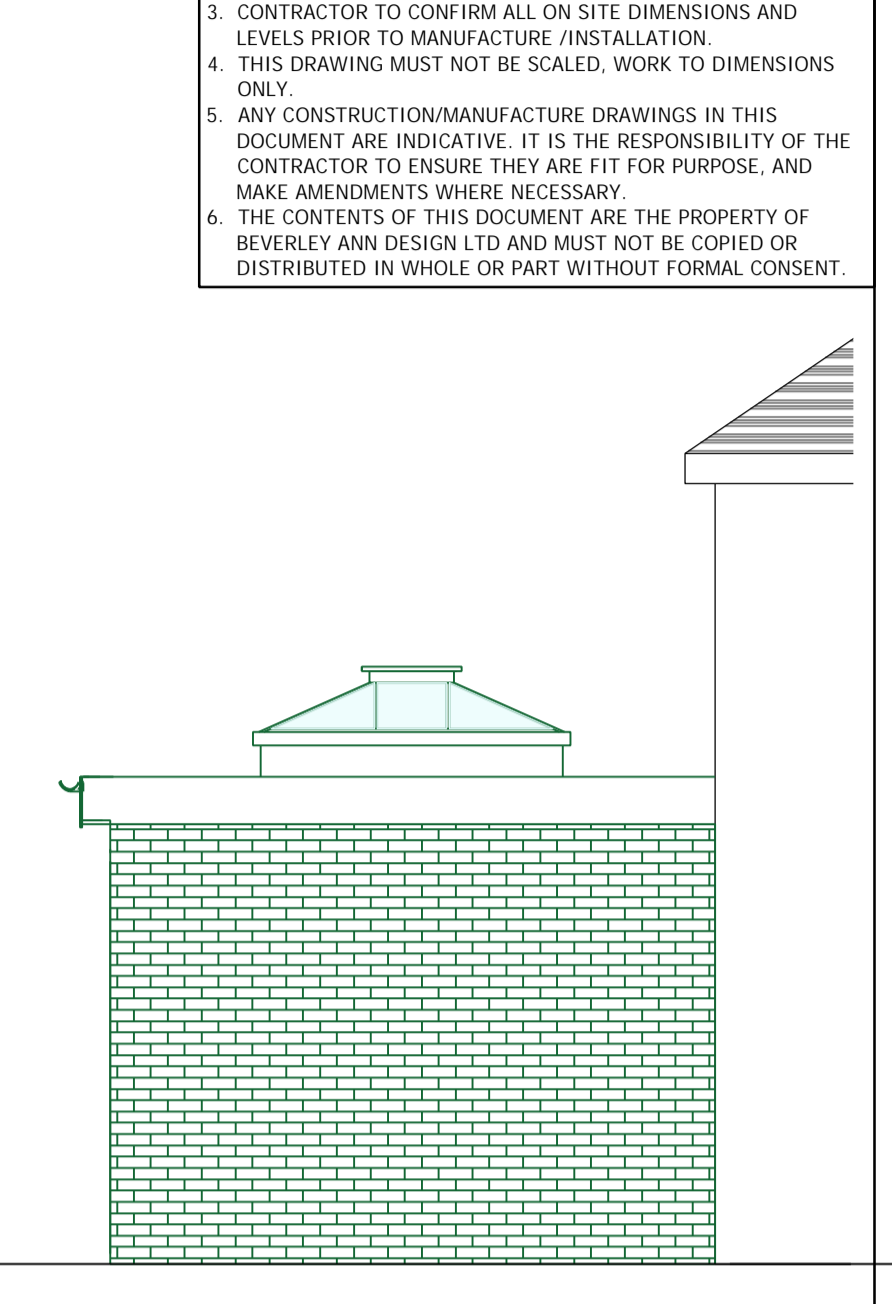 3. CONTRACTOR TO CONFIRM ALL ON SITE DIMENSIONS AND
LEVELS PRIOR TO MANUFACTURE /INSTALLATION.
4. THIS DRAWING MUST NOT BE SCALED, WORK TO DIMENSIONS
ONLY.
5. ANY CONSTRUCTION/MANUFACTURE DRAWINGS IN THIS
DOCUMENT ARE INDICATIVE. IT IS THE RESPONSIBILITY OF THE
CONTRACTOR TO ENSURE THEY ARE FIT FOR PURPOSE, AND
MAKE AMENDMENTS WHERE NECESSARY.
6. THE CONTENTS OF THIS DOCUMENT ARE THE PROPERTY OF
BEVERLEY ANN DESIGN LTD AND MUST NOT BE COPIED OR
DISTRIBUTED IN WHOLE OR PART WITHOUT FORMAL CONSENT.